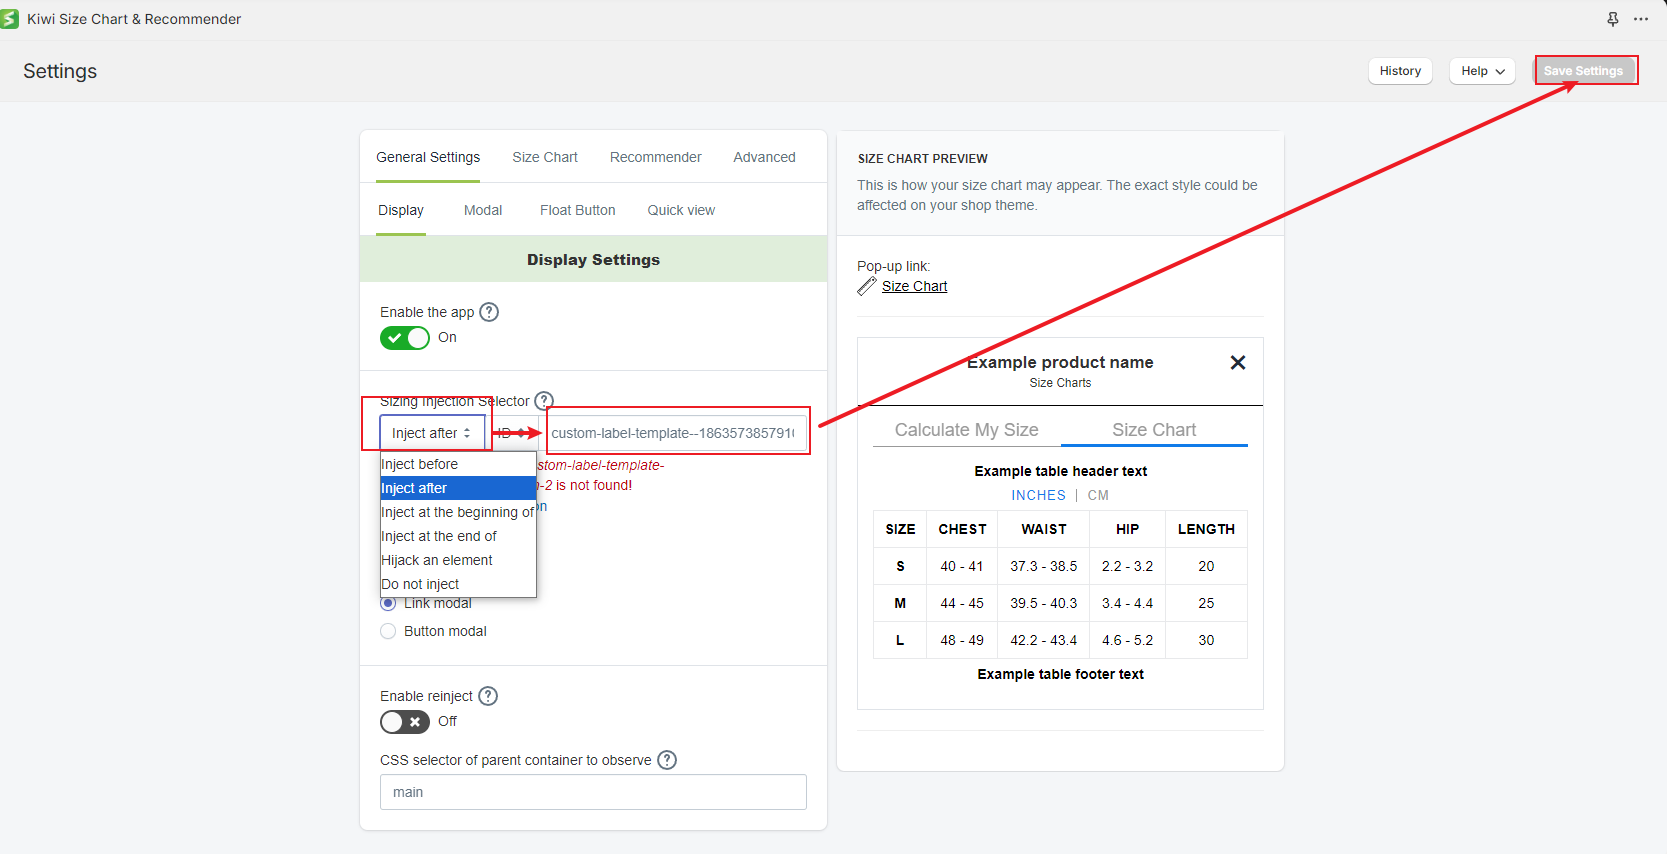 Kiwi Size Chart & Recommender
Settings
History
Help
Save Settings
General Settings
Size Chart
Recommender
Advanced
Display
Modal
Float Button
Quick view
Display Settings
Enable the app ?
On
Sizing Injection Selector ?
Inject after
ID
custom-label-template--186357385791
Inject before
Inject after
Inject at the beginning of
Inject at the end of
Hijack an element
Do not inject
stom-label-template-
-2 is not found!
Link modal
Button modal
Enable reinject ?
Off
CSS selector of parent container to observe ?
main
SIZE CHART PREVIEW
This is how your size chart may appear. The exact style could be
affected on your shop theme.
Pop-up link:
Size Chart
Example product name
Size Charts
Calculate My Size
Size Chart
Example table header text
INCHES | CM
SIZE CHEST WAIST HIP LENGTH
S 40 - 41 37.3 - 38.5 2.2 - 3.2 20
M 44 - 45 39.5 - 40.3 3.4 - 4.4 25
L 48 - 49 42.2 - 43.4 4.6 - 5.2 30
Example table footer text